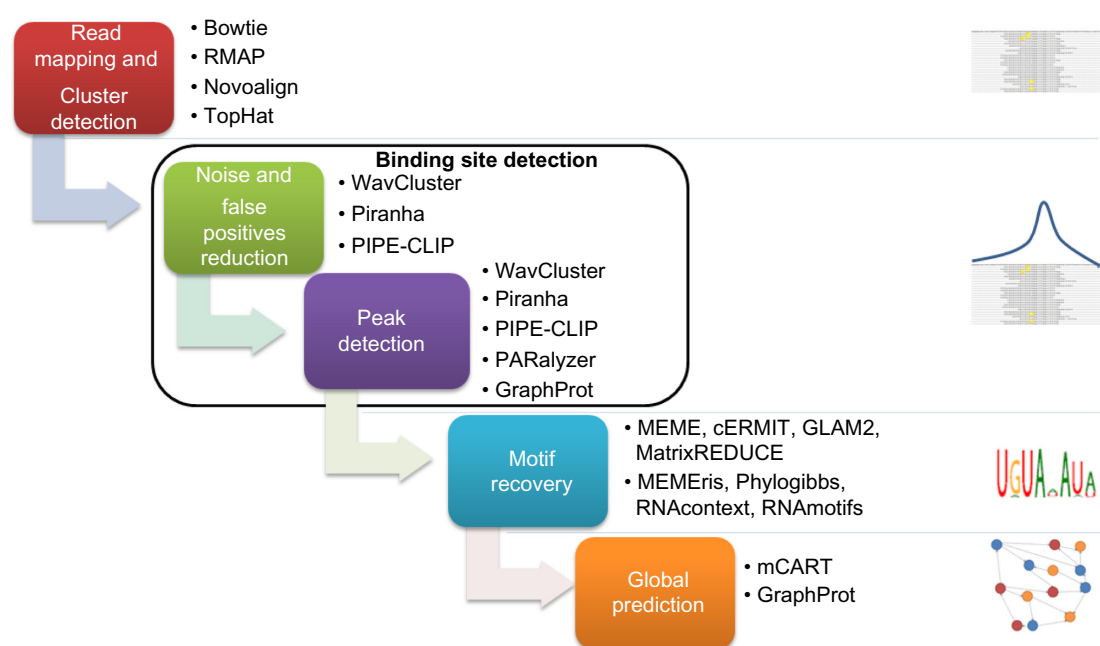 Read
mapping and
Cluster
detection
• Bowtie
• RMAP
• Novoalign
• TopHat
Binding site detection
Noise and
false
positives
reduction
• WavCluster
• Piranha
• PIPE-CLIP
Peak
detection
• WavCluster
• Piranha
• PIPE-CLIP
• PARalyzer
• GraphProt
Motif
recovery
• MEME, cERMIT, GLAM2,
MatrixREDUCE
• MEMEris, Phylogibbs,
RNAcontext, RNAmotifs
UGUA AUA
Global
prediction
• mCART
• GraphProt